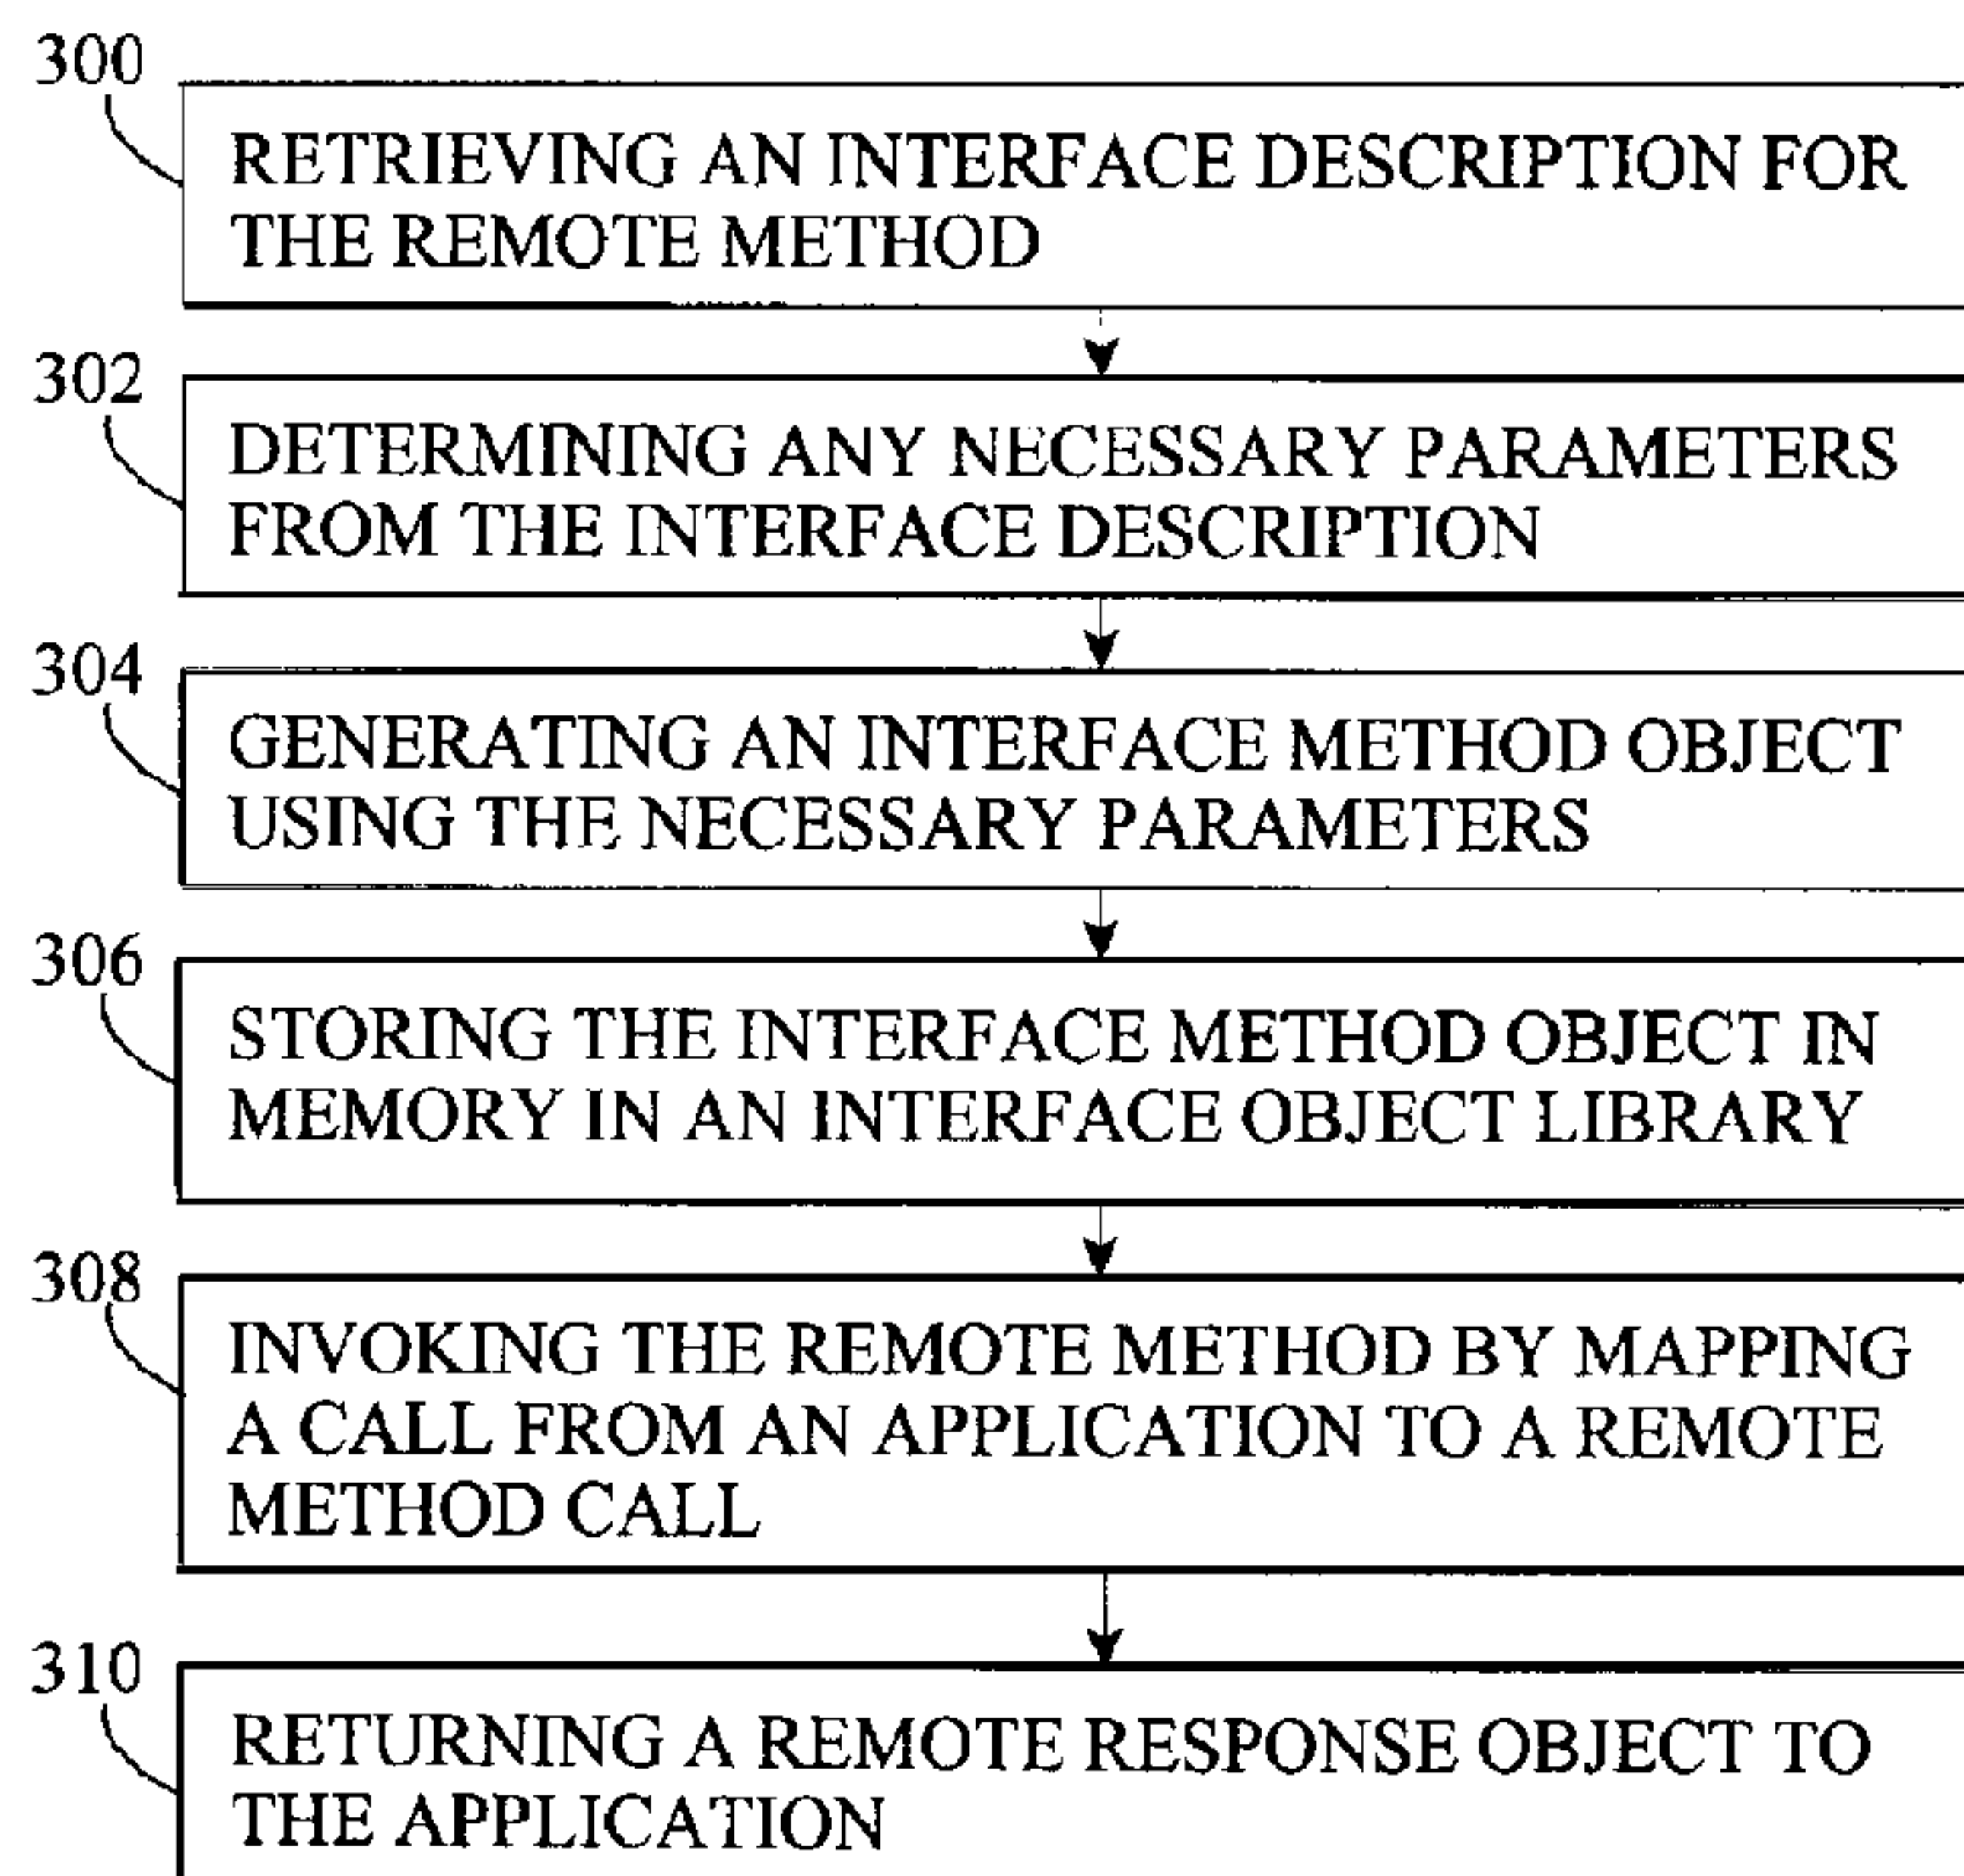 300
RETRIEVING AN INTERFACE DESCRIPTION FOR
THE REMOTE METHOD
302
DETERMINING ANY NECESSARY PARAMETERS
FROM THE INTERFACE DESCRIPTION
304
GENERATING AN INTERFACE METHOD OBJECT
USING THE NECESSARY PARAMETERS
306
STORING THE INTERFACE METHOD OBJECT IN
MEMORY IN AN INTERFACE OBJECT LIBRARY
308
INVOKING THE REMOTE METHOD BY MAPPING
A CALL FROM AN APPLICATION TO A REMOTE
METHOD CALL
310
RETURNING A REMOTE RESPONSE OBJECT TO
THE APPLICATION